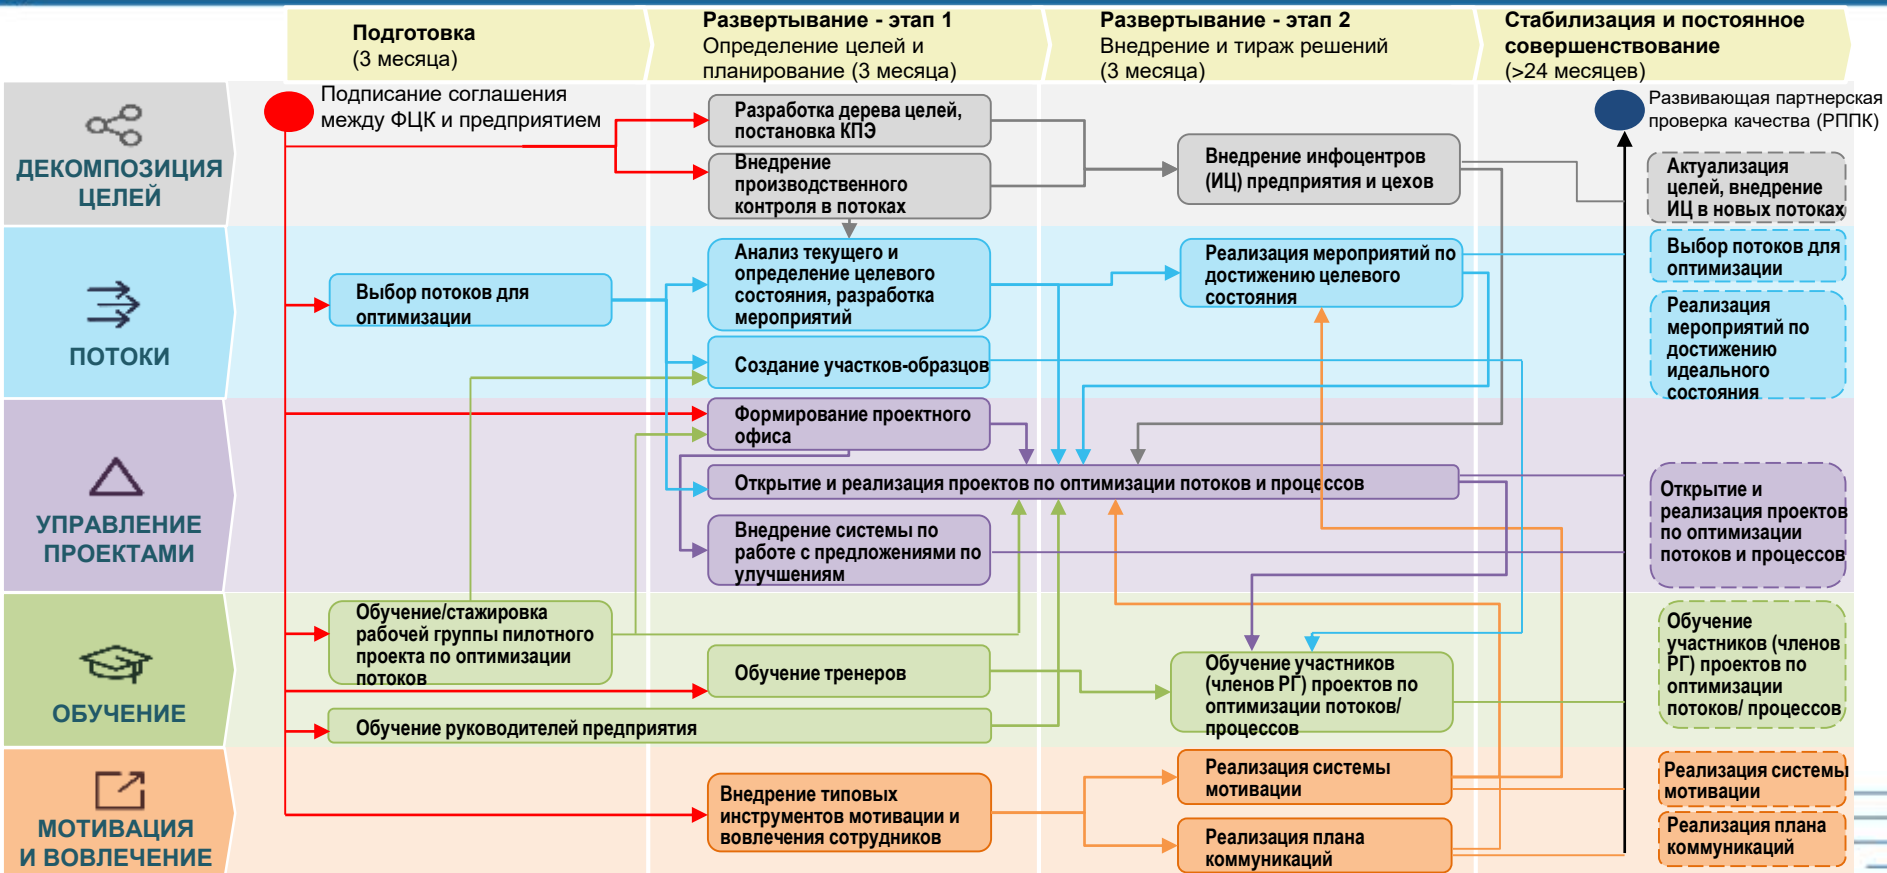 Подготовка
(3 месяца)
Развертывание - этап 1
Определение целей и
планирование (3 месяца)
Развертывание - этап 2
Внедрение и тираж решений
(3 месяца)
Стабилизация и постоянное
совершенствование
(>24 месяцев)
ДЕКОМПОЗИЦИЯ
ЦЕЛЕЙ
Подписание соглашения
между ФЦК и предприятием
Разработка дерева целей,
постановка КПЭ
Внедрение
производственного
контроля в потоках
Внедрение инфоцентров
(ИЦ) предприятия и цехов
Развивающая партнерская
проверка качества (РППК)
Актуализация
целей, внедрение
ИЦ в новых потоках
ПОТОКИ
Выбор потоков для
оптимизации
Анализ текущего и
определение целевого
состояния, разработка
мероприятий
Создание участков-образцов
Реализация мероприятий по
достижению целевого
состояния
Выбор потоков для
оптимизации
Реализация
мероприятий по
достижению
идеального
состояния
УПРАВЛЕНИЕ
ПРОЕКТАМИ
Формирование проектного
офиса
Открытие и реализация проектов по оптимизации потоков и процессов
Внедрение системы по
работе с предложениями по
улучшениям
Открытие и
реализация проектов
по оптимизации
потоков и процессов
ОБУЧЕНИЕ
Обучение/стажировка
рабочей группы пилотного
проекта по оптимизации
потоков
Обучение тренеров
Обучение руководителей предприятия
Обучение участников
(членов РГ) проектов по
оптимизации потоков/
процессов
Обучение
участников (членов
РГ) проектов по
оптимизации
потоков/ процессов
МОТИВАЦИЯ
И ВОВЛЕЧЕНИЕ
Внедрение типовых
инструментов мотивации и
вовлечения сотрудников
Реализация системы
мотивации
Реализация плана
коммуникаций
Реализация системы
мотивации
Реализация плана
коммуникаций